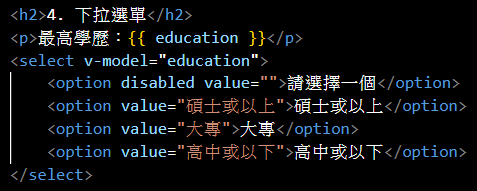 <h2>4. 下拉選單</h2>
<p>最高學歷：{{ education }}</p>
<select v-model="education">
    <option disabled value="">請選擇一個</option>
    <option value="碩士或以上">碩士或以上</option>
    <option value="大專">大專</option>
    <option value="高中或以下">高中或以下</option>
</select>